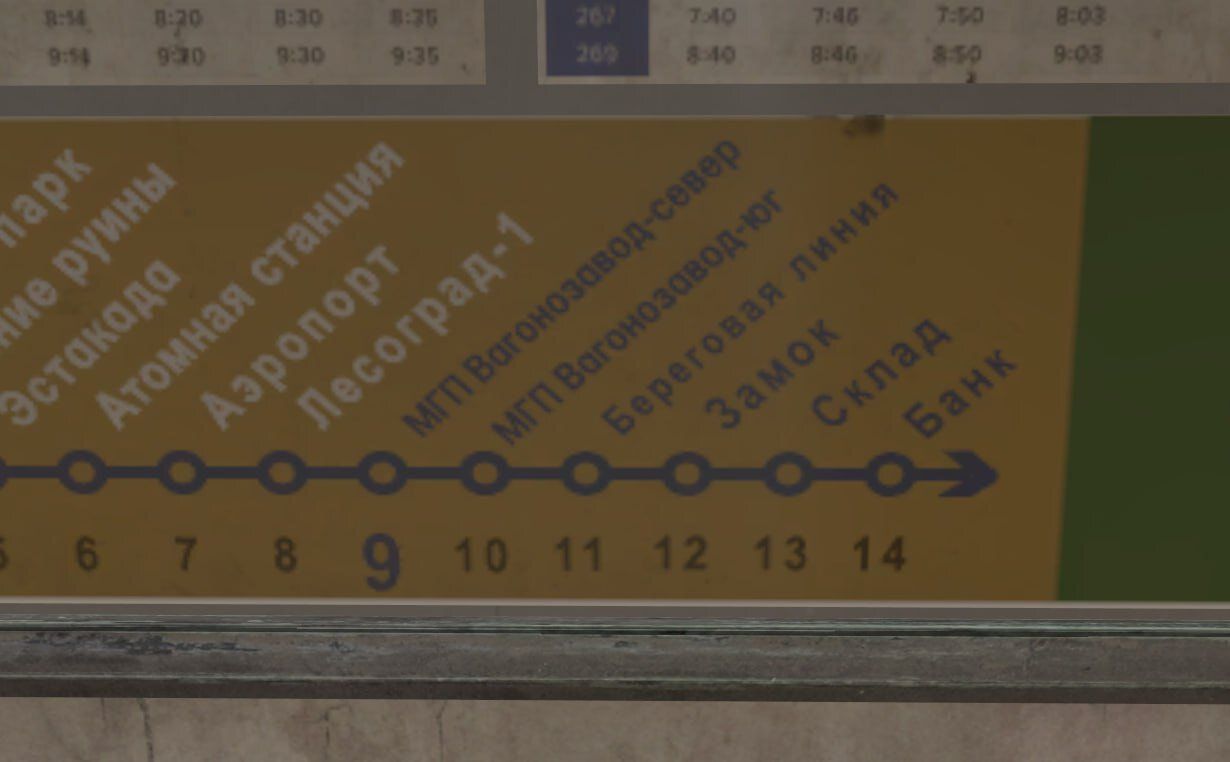 8:14 8:20 8:30 8:35
9:14 9:20 9:30 9:35
267 7:40 7:46 7:50 8:03
269 8:40 8:46 8:50 9:03
парк
ние руины
Эстакада
Атомная станция
Аэропорт
Лесоград-1
МГП Вагонозавод-север
МГП Вагонозавод-юг
Береговая линия
Замок
Склад
Банк
5 6 7 8 9 10 11 12 13 14